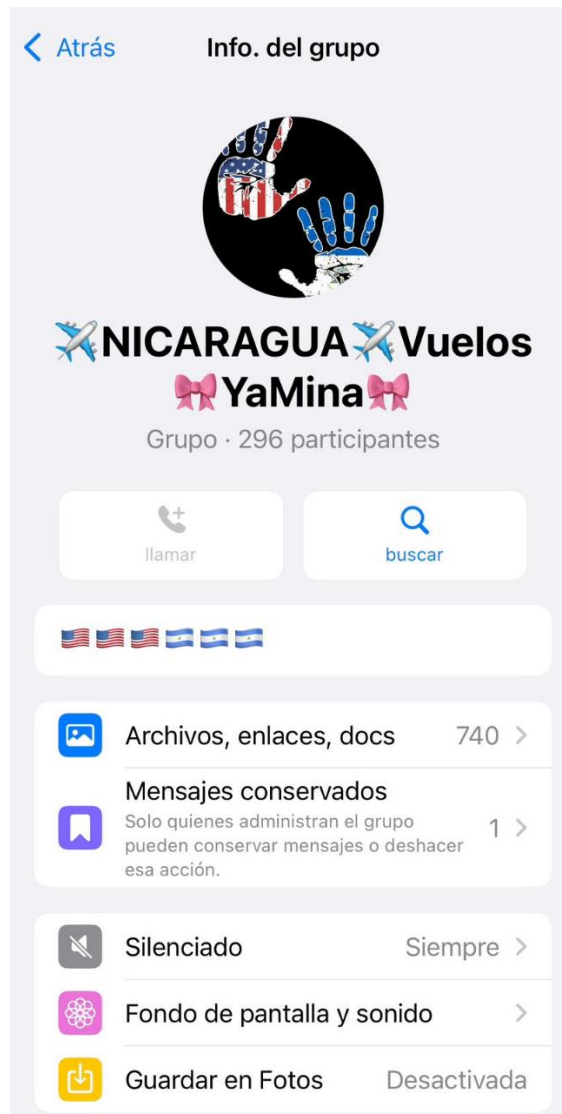 Atrás
Info. del grupo
✈️NICARAGUA✈️Vuelos
🎀YaMina🎀
Grupo · 296 participantes
llamar
buscar
🇺🇸🇺🇸🇺🇸🇳🇮🇳🇮🇳🇮
Archivos, enlaces, docs 740
Mensajes conservados
Solo quienes administran el grupo
pueden conservar mensajes o deshacer
esa acción.
1
Silenciado Siempre
Fondo de pantalla y sonido
Guardar en Fotos Desactivada